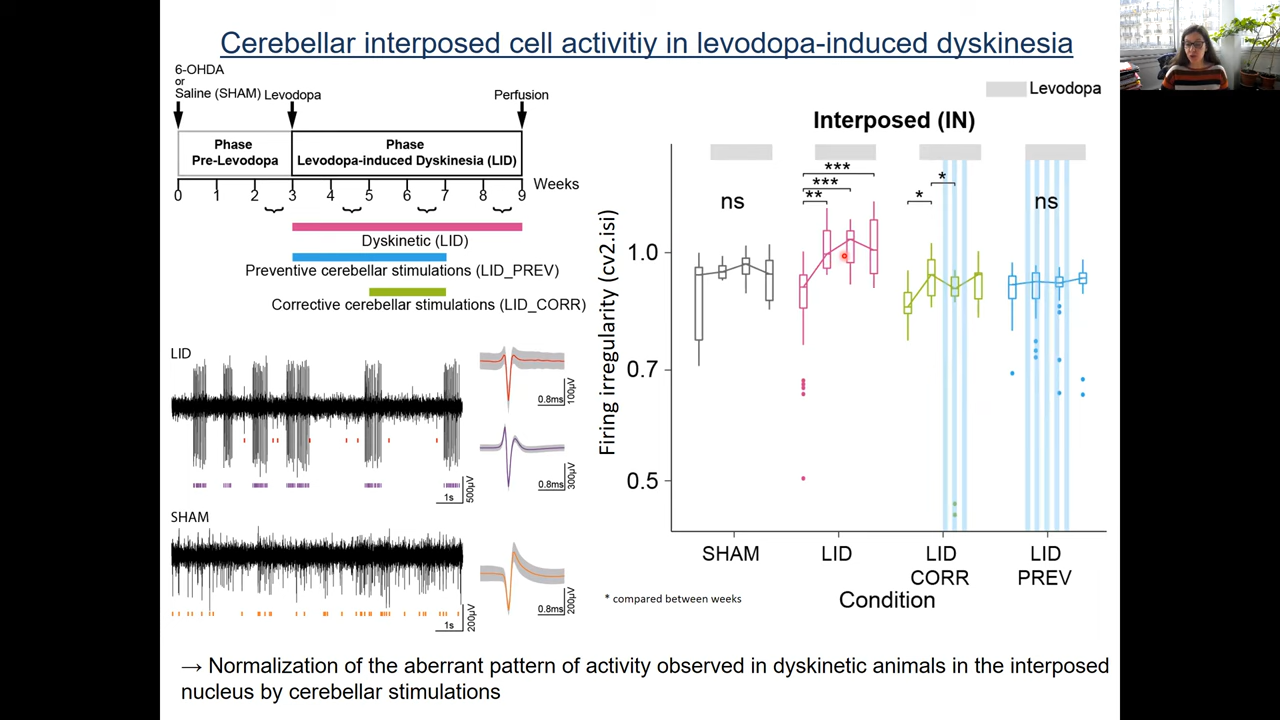 Cerebellar interposed cell activitiy in levodopa-induced dyskinesia
6-OHDA
or
Saline (SHAM) Levodopa
Perfusion
Phase
Pre-Levodopa
Phase
Levodopa-induced Dyskinesia (LID)
0 1 2 3 4 5 6 7 8 9 Weeks
Dyskinetic (LID)
Preventive cerebellar stimulations (LID_PREV)
Corrective cerebellar stimulations (LID_CORR)
LID
0.8ms
100μV
0.8ms
300μV
1s
500μV
SHAM
0.8ms
200μV
1s
200μV
Levodopa
Interposed (IN)
Firing irregularity (cv2.isi)
1.0
0.7
0.5
ns
**
***
***
*
*
ns
SHAM
LID
LID
CORR
LID
PREV
Condition
* compared between weeks
→ Normalization of the aberrant pattern of activity observed in dyskinetic animals in the interposed
nucleus by cerebellar stimulations